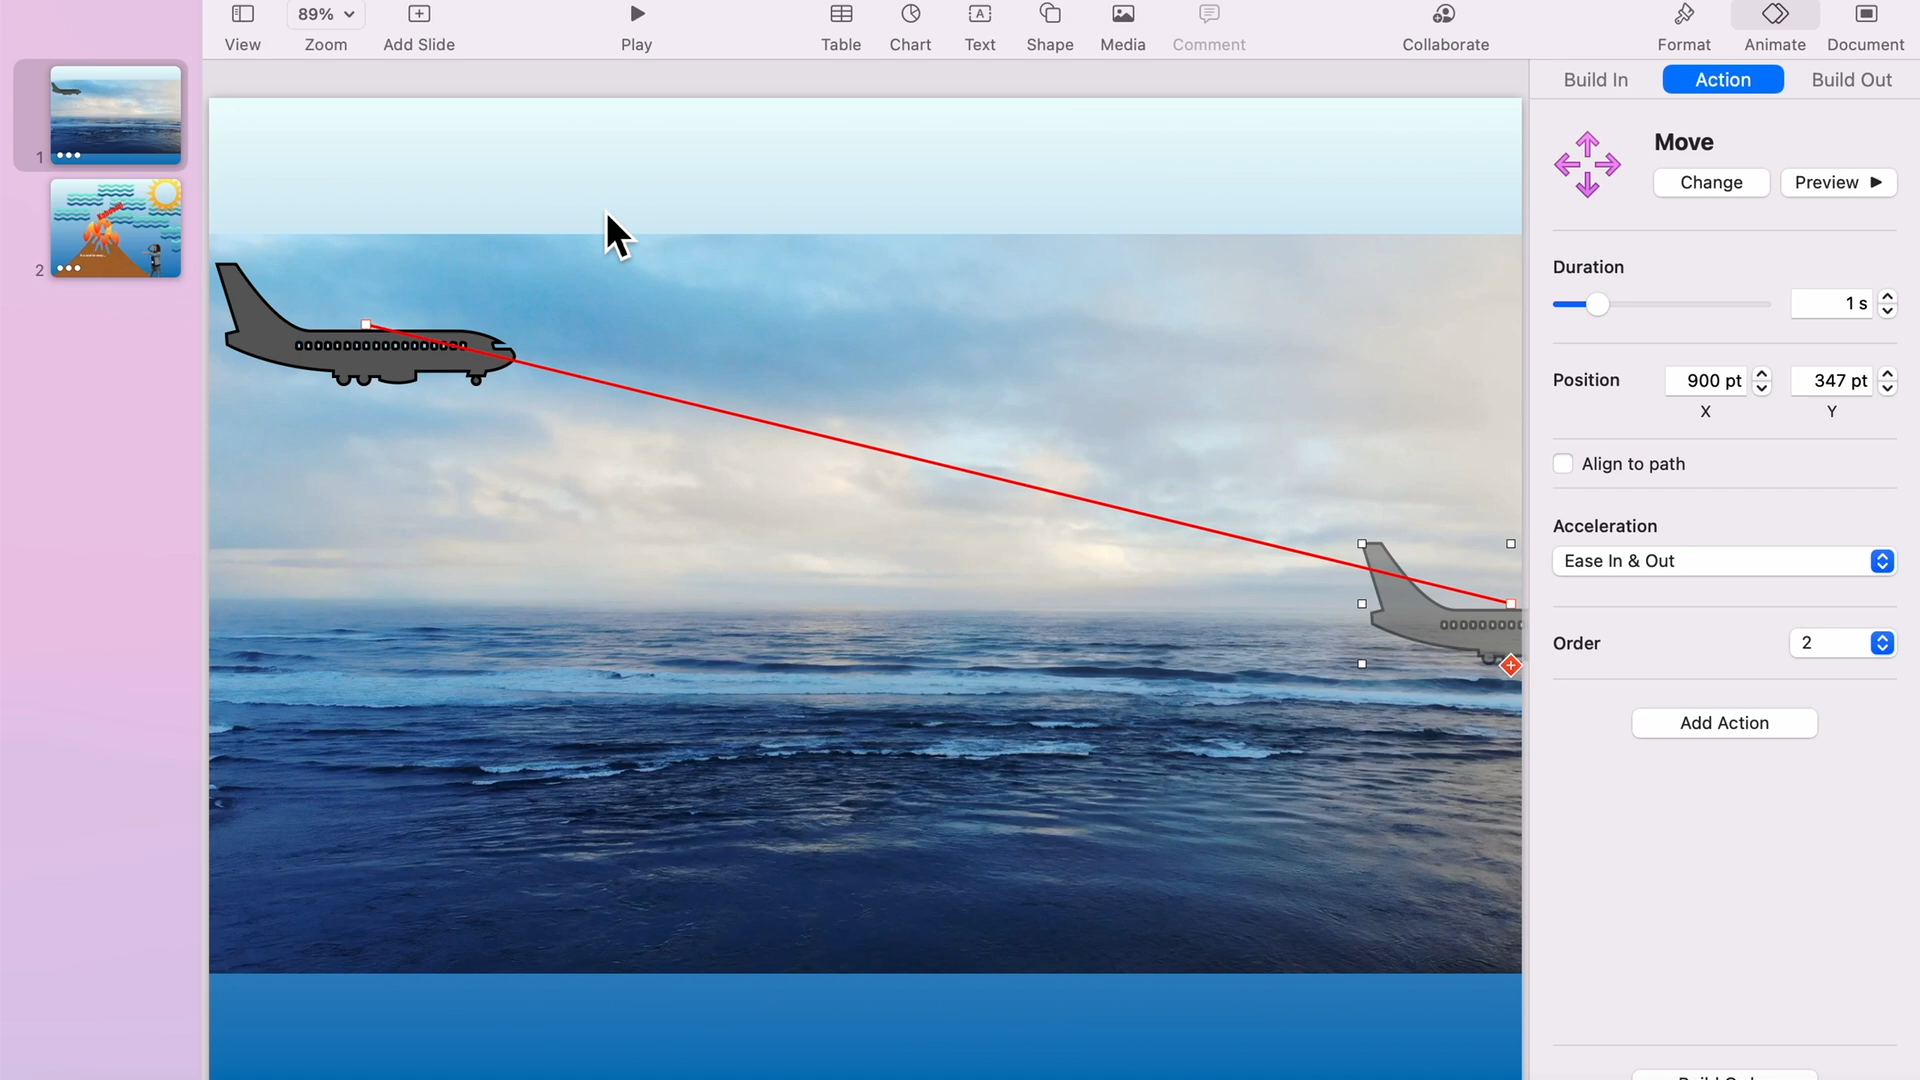 89%
View
Zoom
Add Slide
Play
Table
Chart
Text
Shape
Media
Comment
Collaborate
Format
Animate
Document
Build In
Action
Build Out
1
2
Move
Change
Preview
Duration
1 s
Position
900 pt
347 pt
X
Y
Align to path
Acceleration
Ease In & Out
Order
2
Add Action